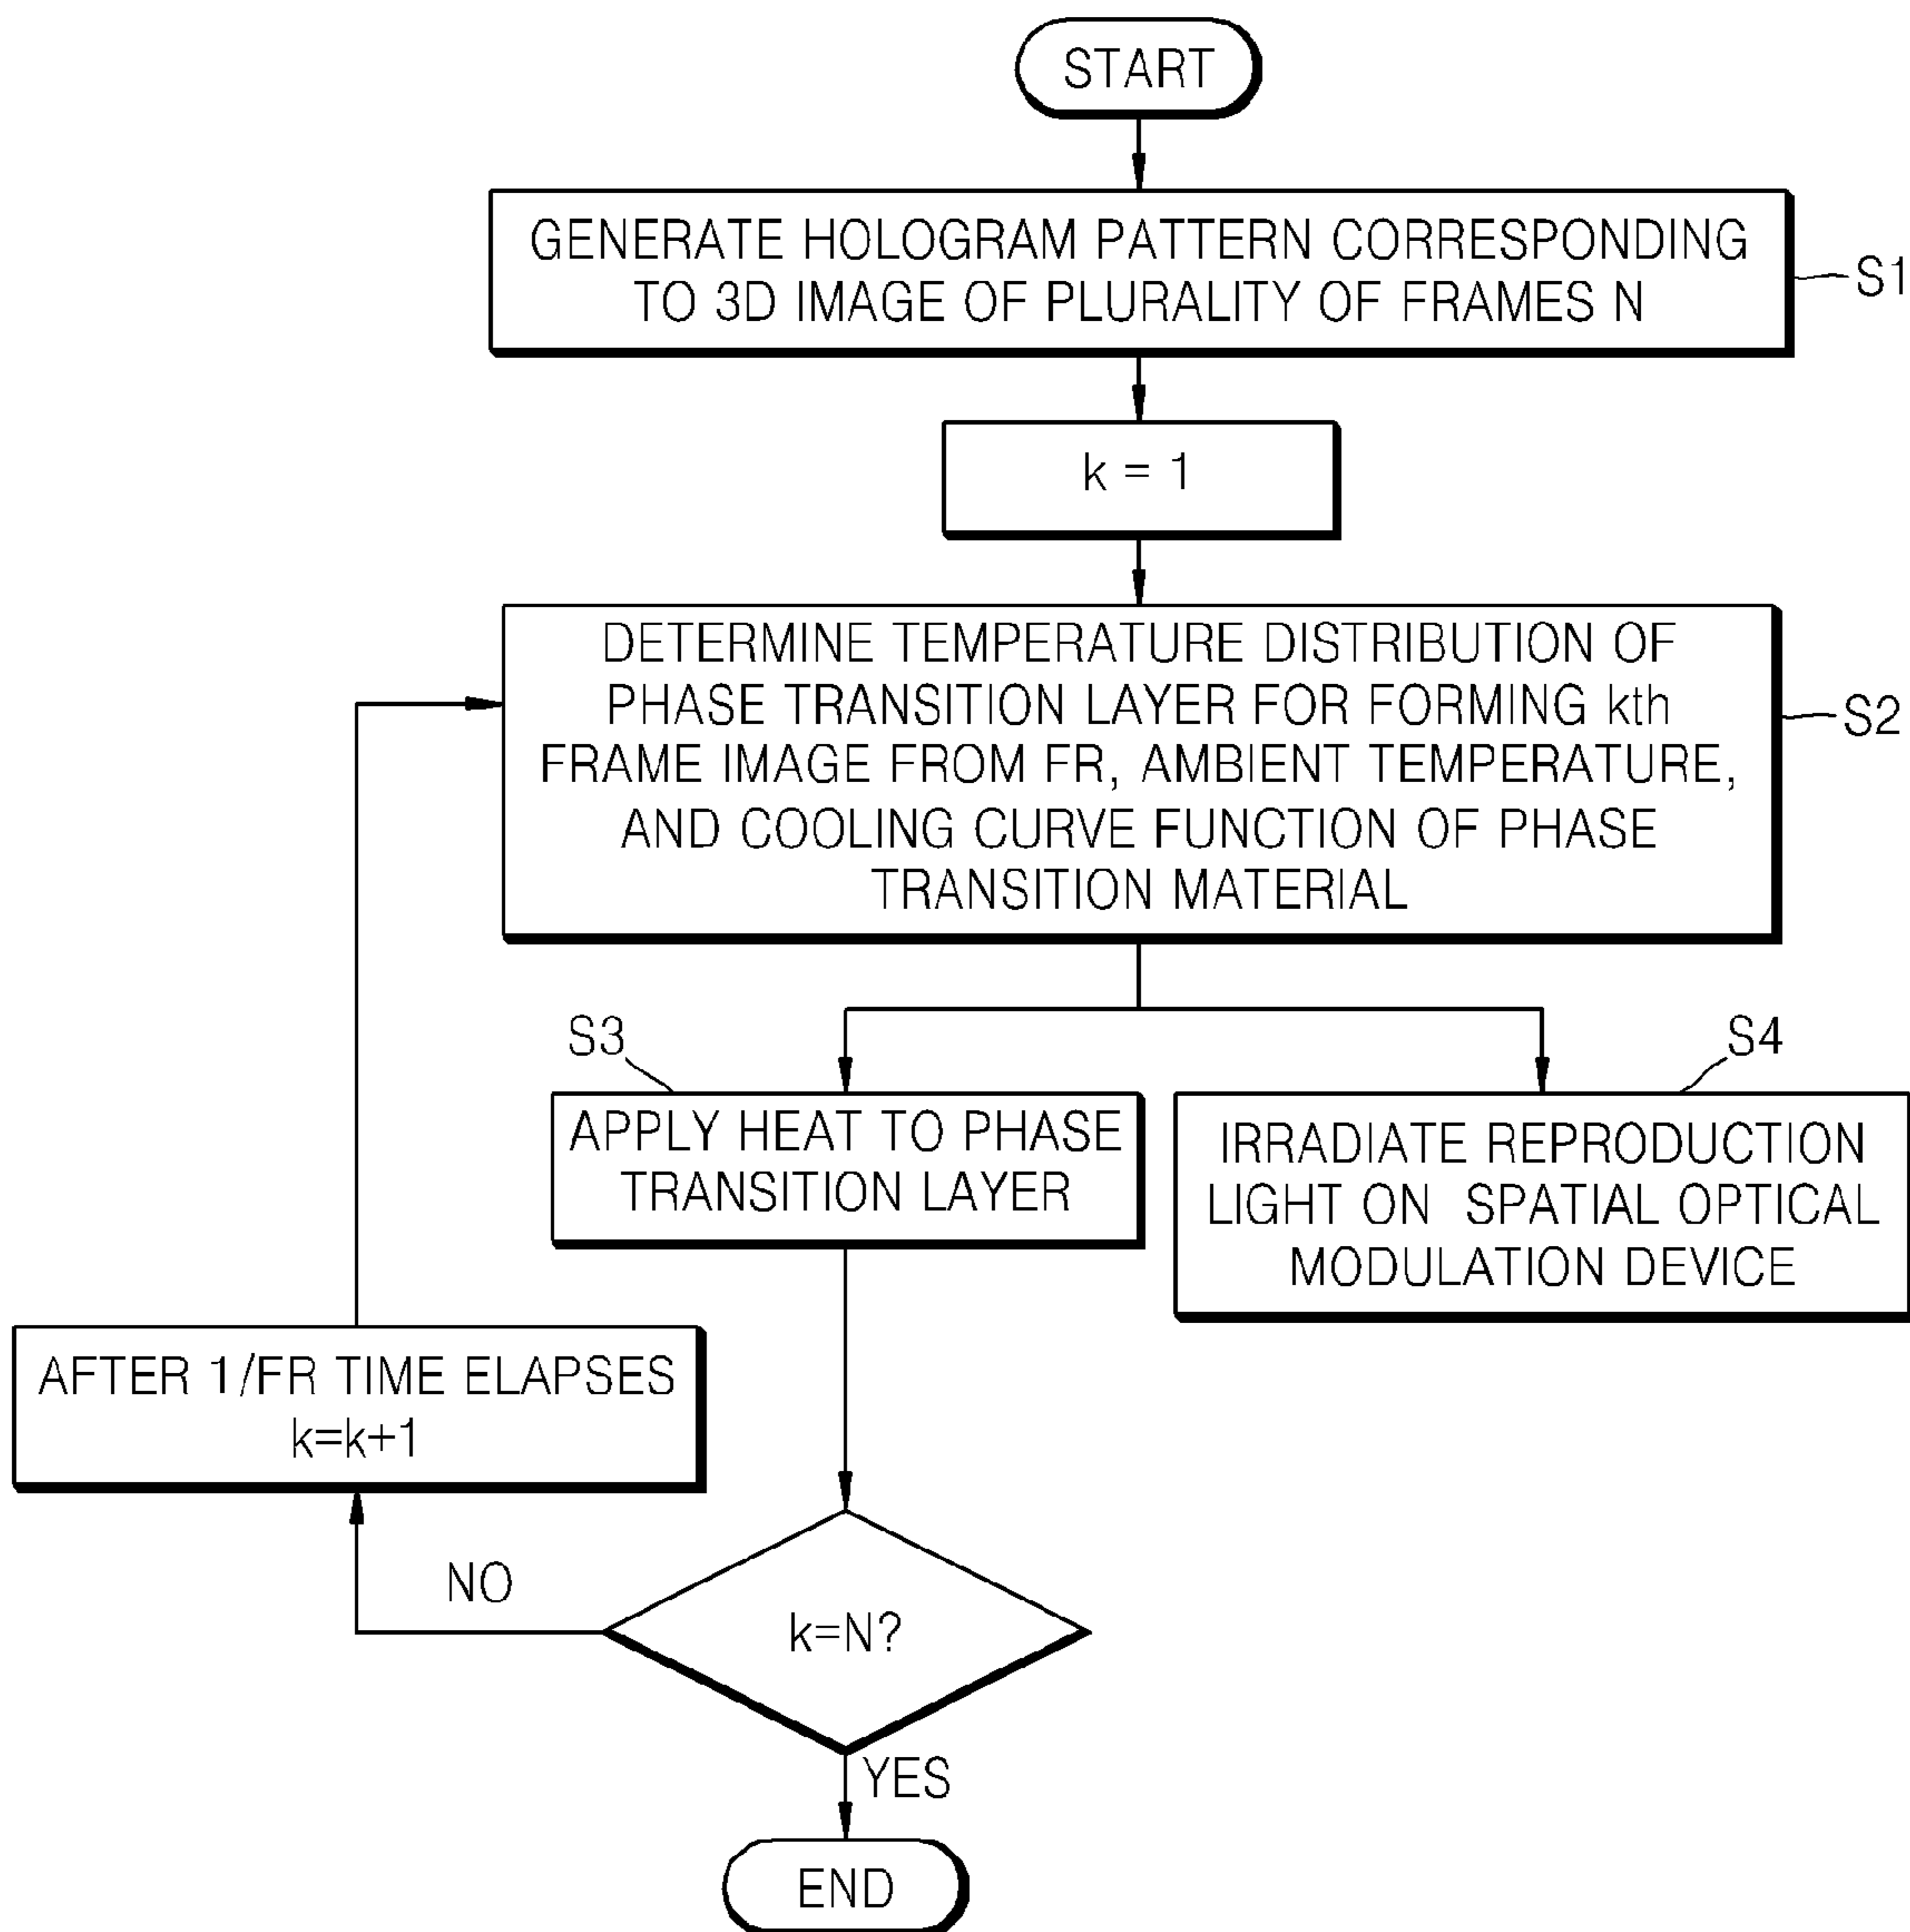 START
GENERATE HOLOGRAM PATTERN CORRESPONDING
TO 3D IMAGE OF PLURALITY OF FRAMES N
S1
k = 1
DETERMINE TEMPERATURE DISTRIBUTION OF
PHASE TRANSITION LAYER FOR FORMING kth
FRAME IMAGE FROM FR, AMBIENT TEMPERATURE,
AND COOLING CURVE FUNCTION OF PHASE
TRANSITION MATERIAL
S2
S3
APPLY HEAT TO PHASE
TRANSITION LAYER
S4
IRRADIATE REPRODUCTION
LIGHT ON SPATIAL OPTICAL
MODULATION DEVICE
AFTER 1/FR TIME ELAPSES
k=k+1
NO
k=N?
YES
END